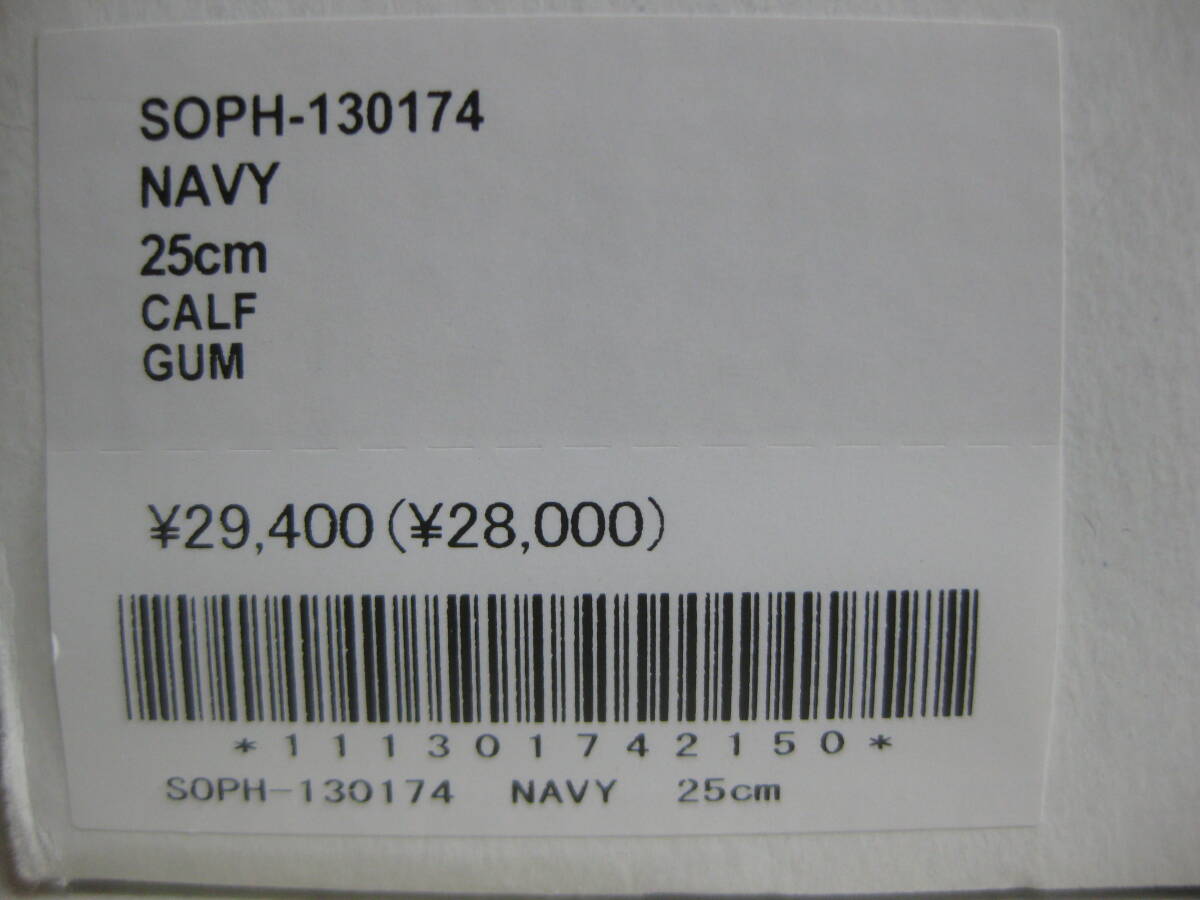 SOPH-130174
NAVY
25cm
CALF
GUM
¥29,400(¥28,000)
*111301742150*
SOPH-130174 NAVY 25cm